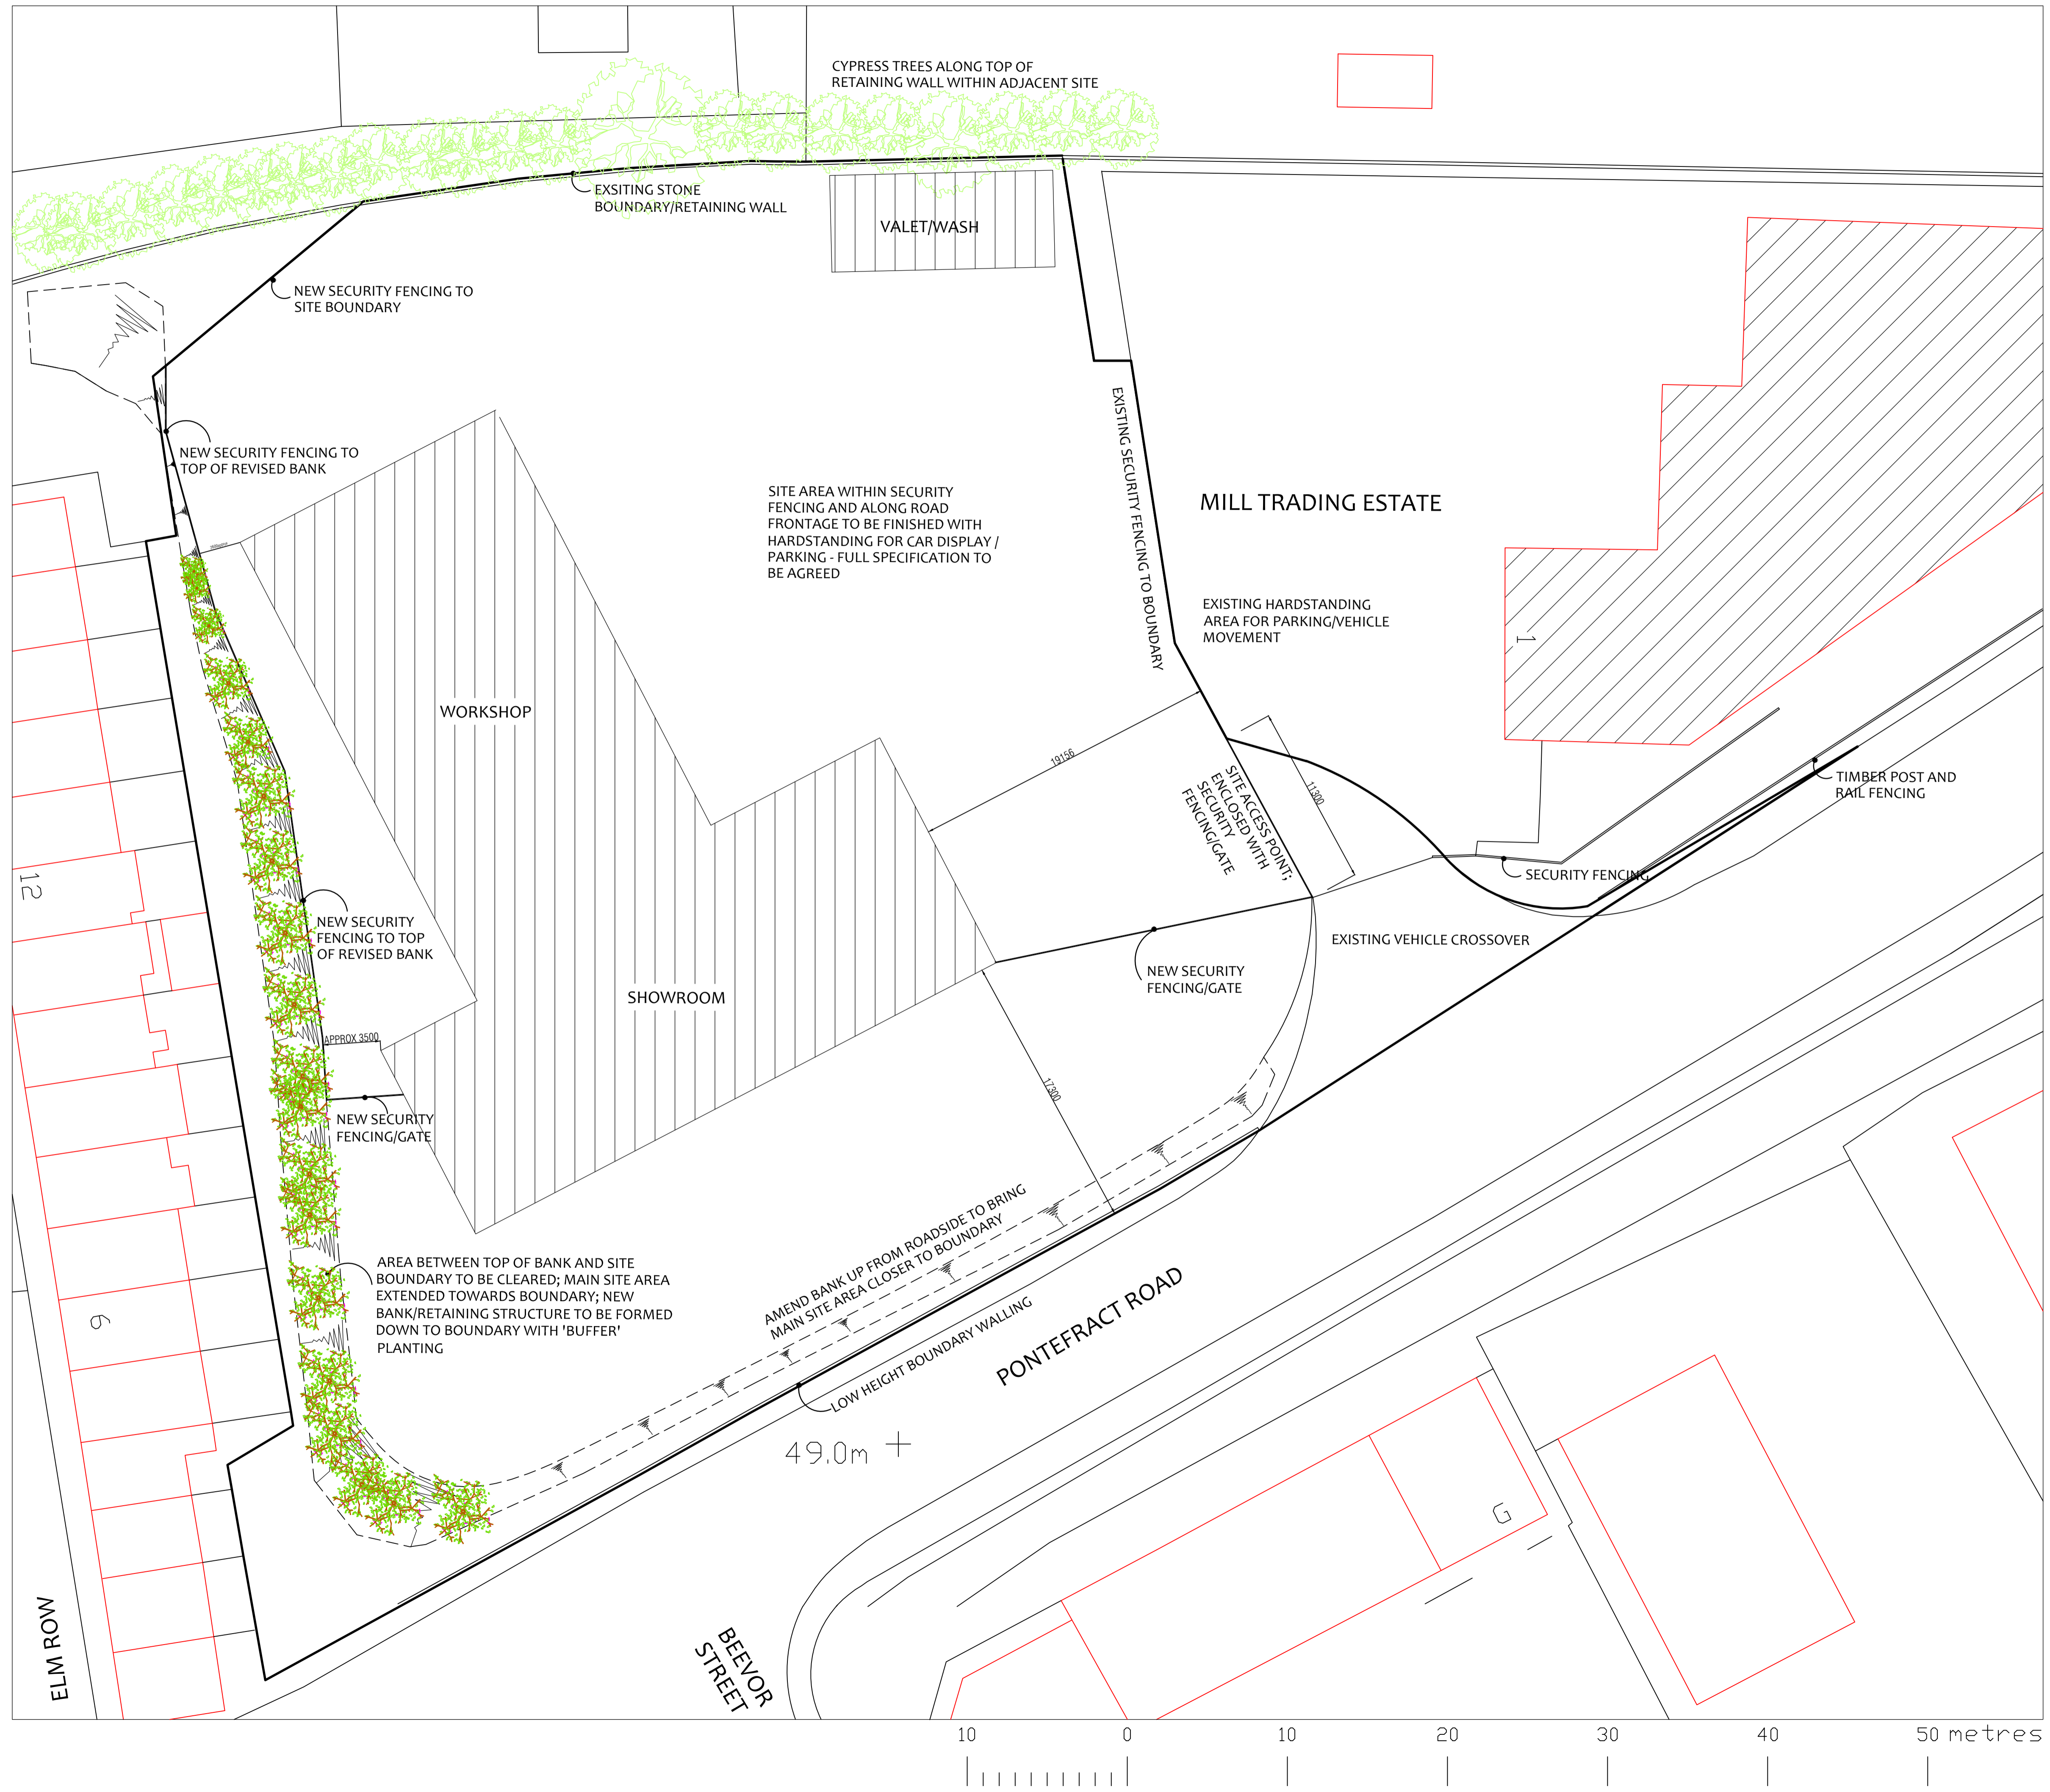 CYPRESS TREES ALONG TOP OF
RETAINING WALL WITHIN ADJACENT SITE
EXSITING STONE
BOUNDARY/RETAINING WALL
VALET/WASH
NEW SECURITY FENCING TO
SITE BOUNDARY
NEW SECURITY FENCING TO
TOP OF REVISED BANK
EXISTING SECURITY FENCING TO BOUNDARY
SITE AREA WITHIN SECURITY
FENCING AND ALONG ROAD
FRONTAGE TO BE FINISHED WITH
HARDSTANDING FOR CAR DISPLAY /
PARKING - FULL SPECIFICATION TO
BE AGREED
MILL TRADING ESTATE
EXISTING HARDSTANDING
AREA FOR PARKING/VEHICLE
MOVEMENT
1
WORKSHOP
19156
11300
SITE ACCESS POINT;
ENCLOSED WITH
SECURITY
FENCING/GATE
TIMBER POST AND
RAIL FENCING
SECURITY FENCING
12
NEW SECURITY
FENCING TO TOP
OF REVISED BANK
EXISTING VEHICLE CROSSOVER
NEW SECURITY
FENCING/GATE
SHOWROOM
APPROX 3500
17300
NEW SECURITY
FENCING/GATE
AREA BETWEEN TOP OF BANK AND SITE
BOUNDARY TO BE CLEARED; MAIN SITE AREA
EXTENDED TOWARDS BOUNDARY; NEW
BANK/RETAINING STRUCTURE TO BE FORMED
DOWN TO BOUNDARY WITH 'BUFFER'
PLANTING
AMEND BANK UP FROM ROADSIDE TO BRING
MAIN SITE AREA CLOSER TO BOUNDARY
LOW HEIGHT BOUNDARY WALLING
PONTEFRACT ROAD
49.0m
G
ELM ROW
BEEVOR
STREET
10 0 10 20 30 40 50 metres